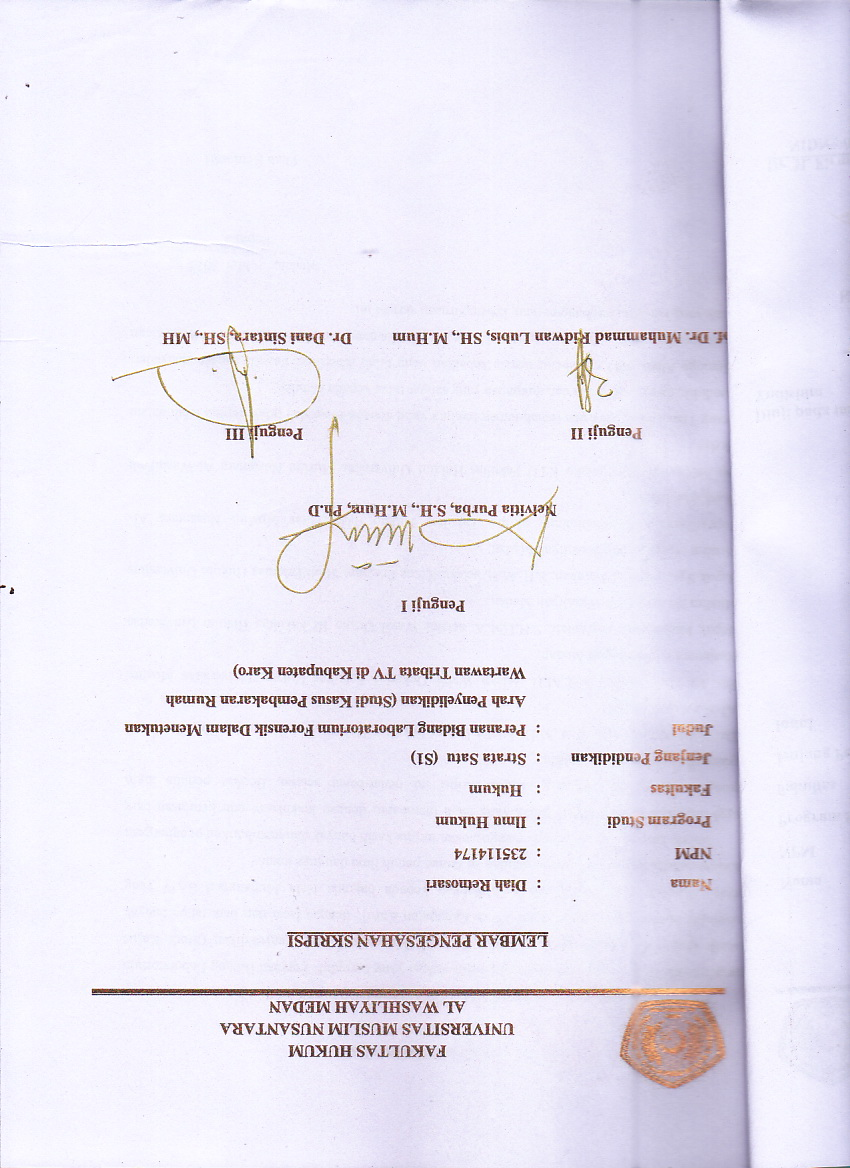 FAKULTAS HUKUM
UNIVERSITAS MUSLIM NUSANTARA
AL WASHLIYAH MEDAN
LEMBAR PENGESAHAN SKRIPSI
Nama : Diah Retnosari
NPM : 235114174
Program Studi : Ilmu Hukum
Fakultas : Hukum
Jenjang Pendidikan : Strata Satu (S1)
Judul : Peranan Bidang Laboratorium Forensik Dalam Menetukan
Arah Penyelidikan (Studi Kasus Pembakaran Rumah
Wartawan Tribata TV di Kabupaten Karo)
Penguji I
Nelvitia Purba, S.H., M.Hum, Ph.D
Penguji II Penguji III
Dr. Muhammad Ridwan Lubis, SH., M.Hum Dr. Dani Sintara, SH., MH